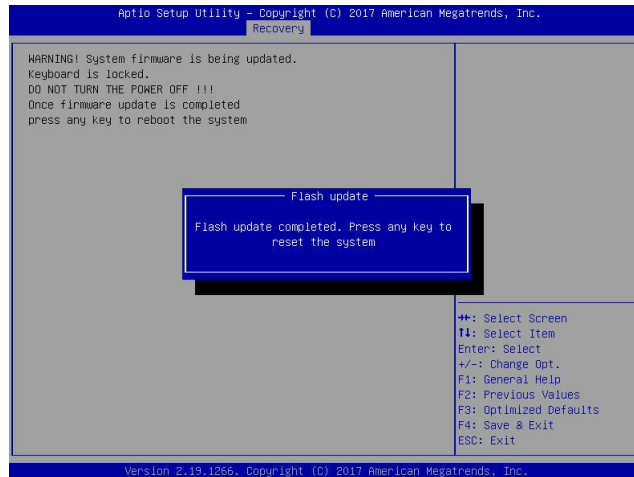 Aptio Setup Utility – Copyright (C) 2017 American Megatrends, Inc.
Recovery
WARNING! System firmware is being updated.
Keyboard is locked.
DO NOT TURN THE POWER OFF !!!
Once firmware update is completed
press any key to reboot the system
Flash update
Flash update completed. Press any key to
reset the system
→←: Select Screen
↑↓: Select Item
Enter: Select
+/-: Change Opt.
F1: General Help
F2: Previous Values
F3: Optimized Defaults
F4: Save & Exit
ESC: Exit
Version 2.19.1266. Copyright (C) 2017 American Megatrends, Inc.